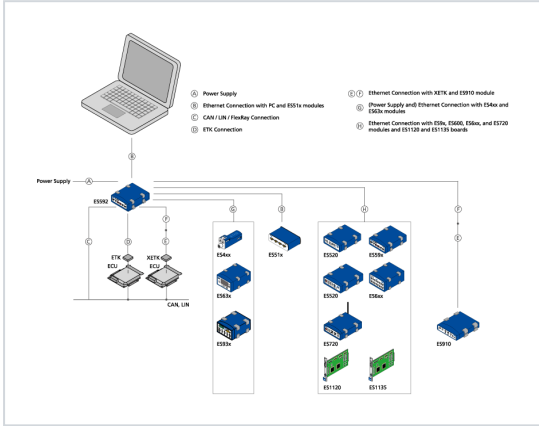 A Power Supply
B Ethernet Connection with PC and ES51x modules
C CAN / LIN / FlexRay Connection
D ETK Connection
E F Ethernet Connection with XETK and ES910 module
G (Power Supply and) Ethernet Connection with ES4xx and
ES63x modules
H Ethernet Connection with ES9x, ES600, ES6xx, and ES720
modules and ES1120 and ES1135 boards
B
Power Supply A
ES592
C D F G B H F
E E
ETK XETK
ECU ECU
CAN, LIN
ES4xx
ES63x
ES93x
ES51x
ES520 ES59x
ES520 ES6xx
ES720
ES1120 ES1135
ES910